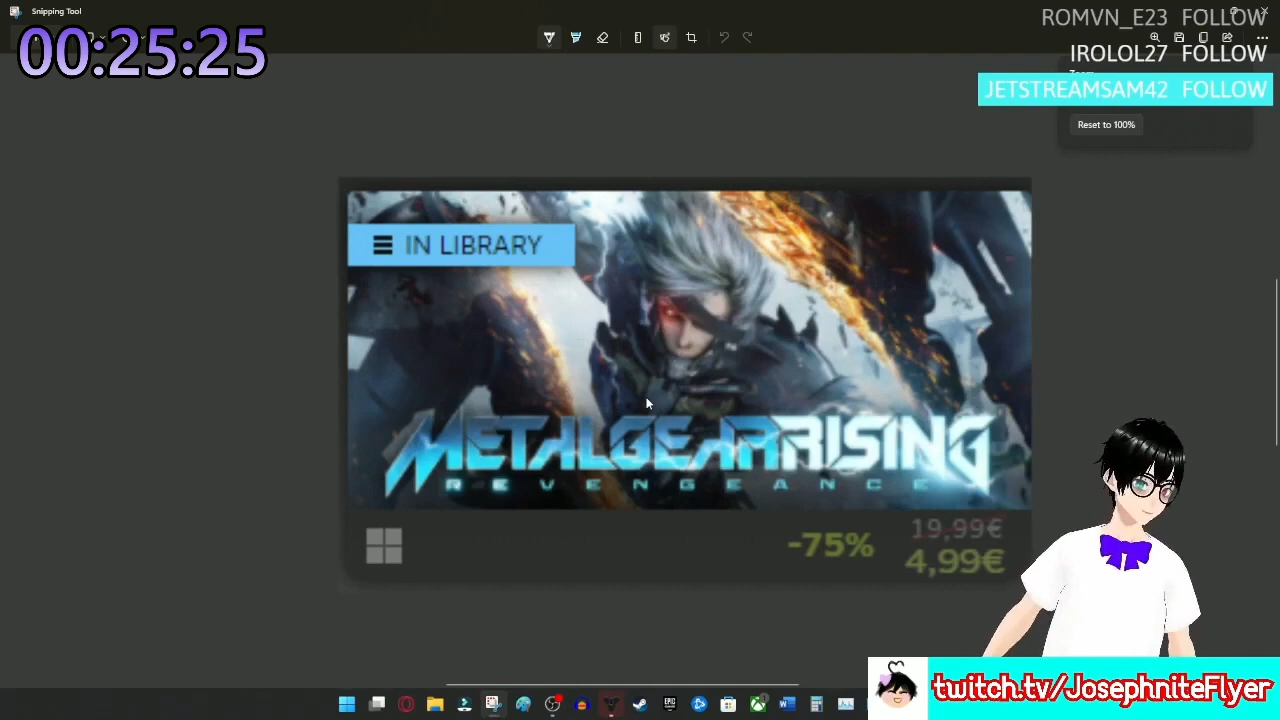 Snipping Tool
00:25:25
ROMVN_E23 FOLLOW
IROLOL27 FOLLOW
JETSTREAMSAM42 FOLLOW
Reset to 100%
IN LIBRARY
METAL GEAR RISING
REVENGEANCE
-75%
19,99€
4,99€
twitch.tv/JosephniteFlyer